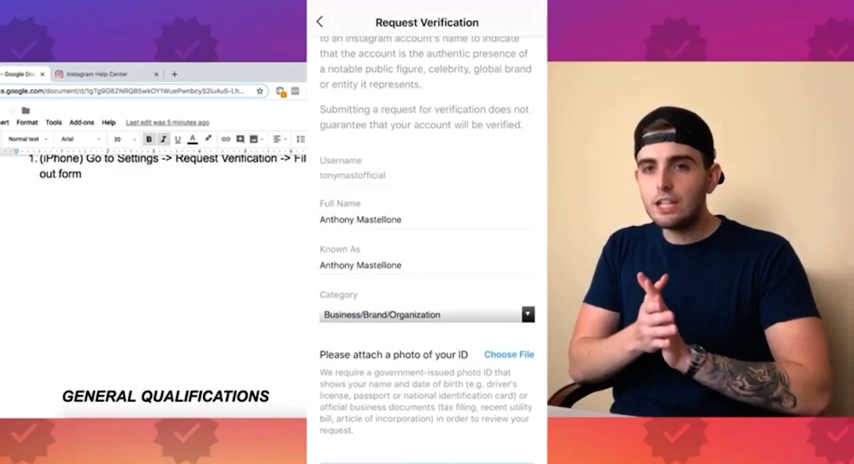 - Google Doc
Instagram Help Center
s.google.com/document/d/
Format Tools Add-ons Help Last edit was 5 minutes ago
Normal text Arial 30 B I U A
1. (iPhone) Go to Settings -> Request Verification -> Fil
out form
GENERAL QUALIFICATIONS
Request Verification
to an Instagram account's name to indicate
that the account is the authentic presence of
a notable public figure, celebrity, global brand
or entity it represents.
Submitting a request for verification does not
guarantee that your account will be verified.
Username
tonymastofficial
Full Name
Anthony Mastellone
Known As
Anthony Mastellone
Category
Business/Brand/Organization
Please attach a photo of your ID Choose File
We require a government-issued photo ID that
shows your name and date of birth (e.g. driver's
license, passport or national identification card) or
official business documents (tax filing, recent utility
bill, article of incorporation) in order to review your
request.